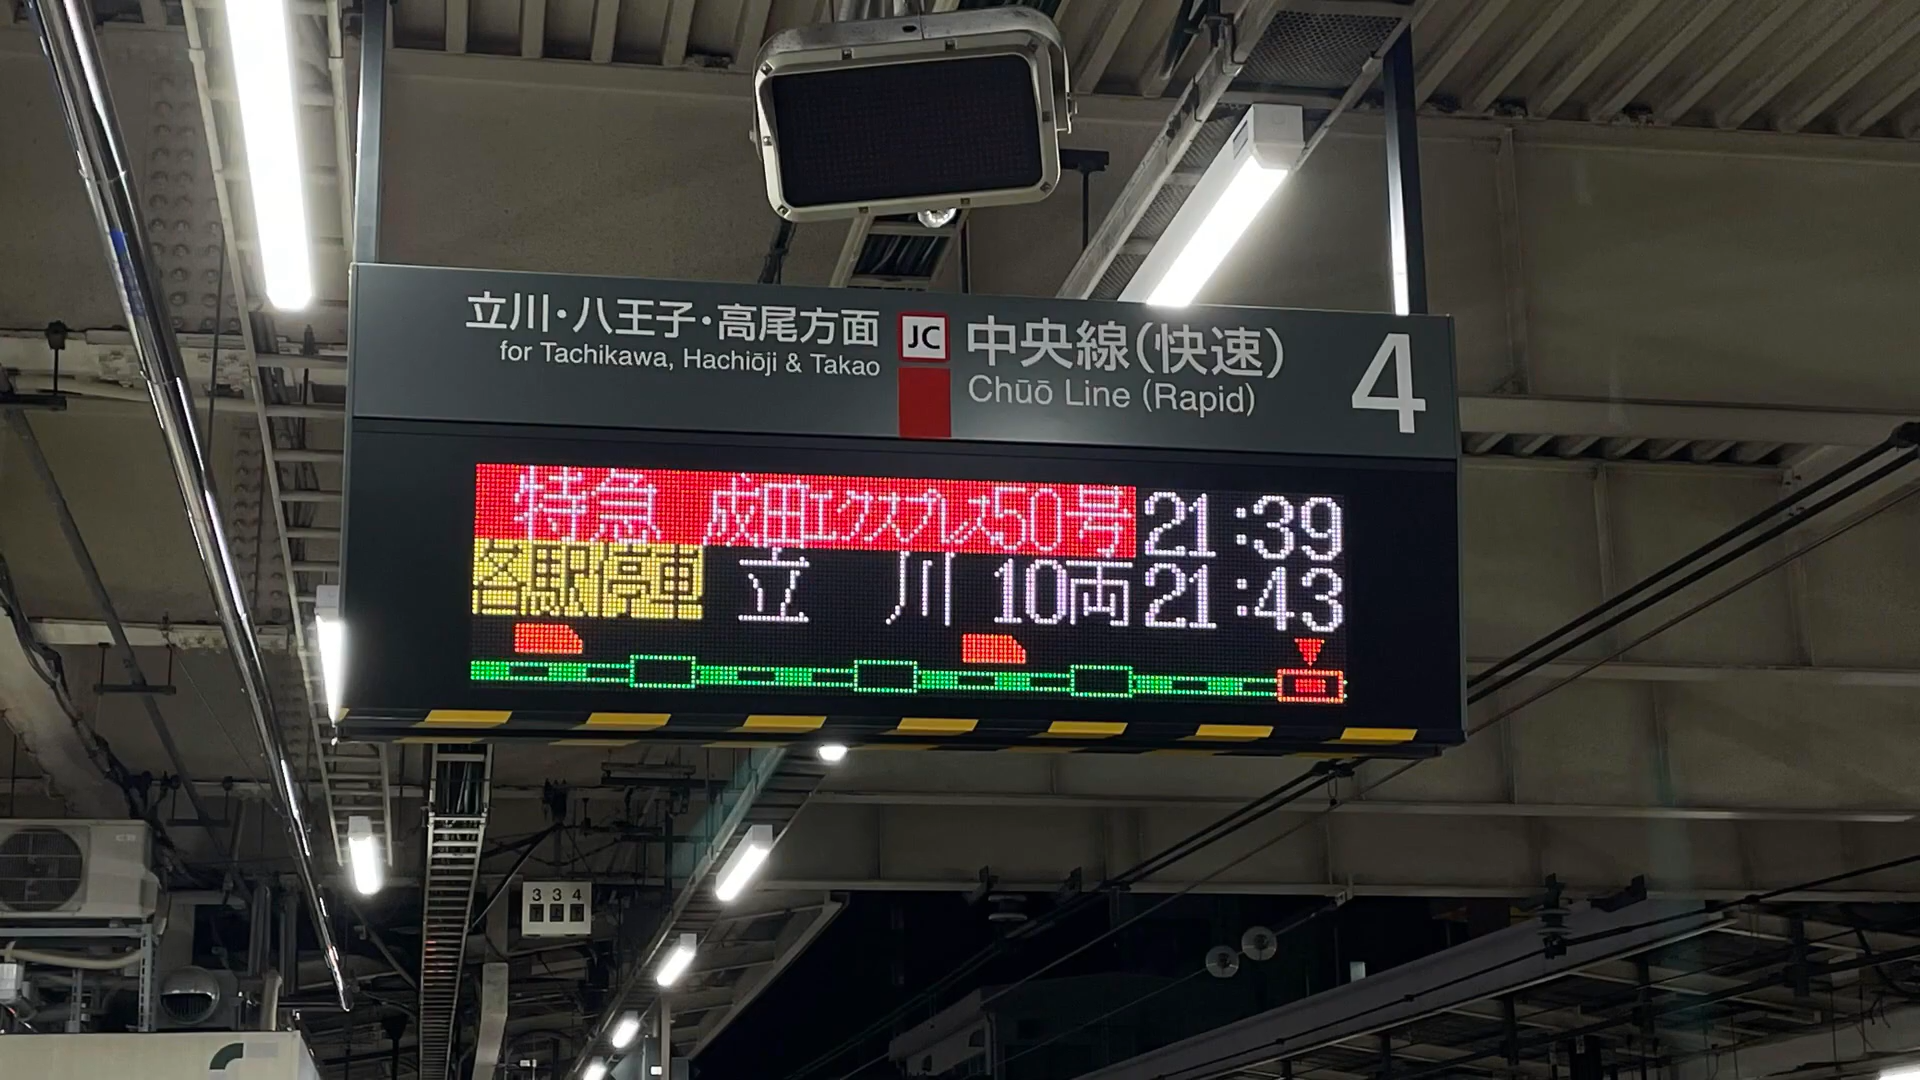 立川・八王子・高尾方面
for Tachikawa, Hachiōji & Takao
JC
中央線(快速)
Chūō Line (Rapid)
4
特急 成田エクスプレス50号 21:39
各駅停車 立川 10両 21:43
3 3 4